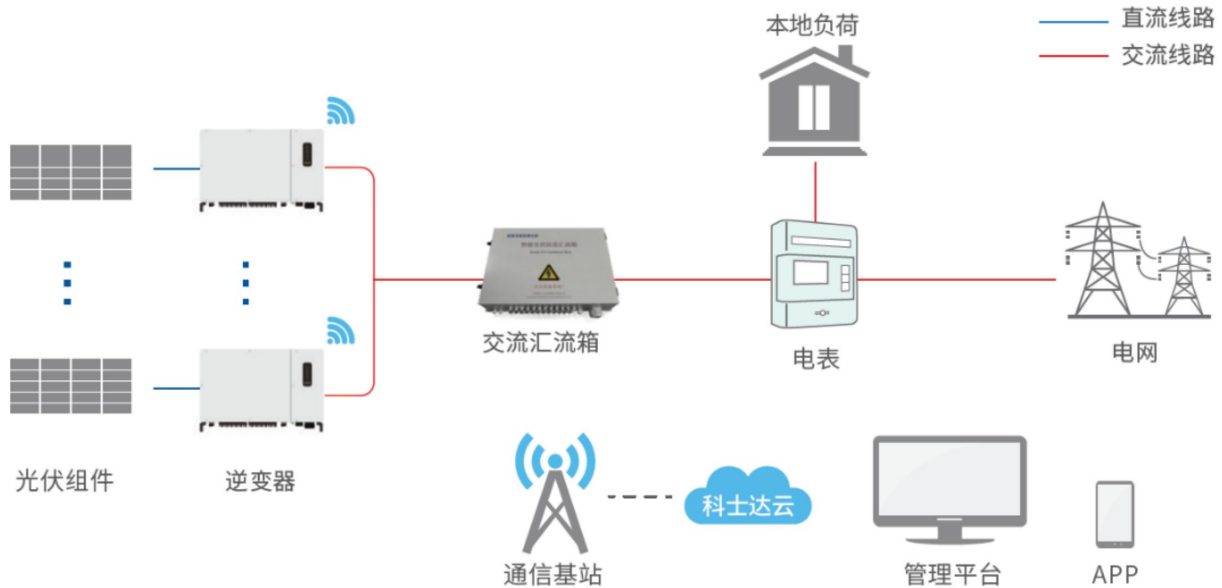 本地负荷
直流线路
交流线路
交流汇流箱
电表
电网
光伏组件
逆变器
科士达云
通信基站
管理平台
APP